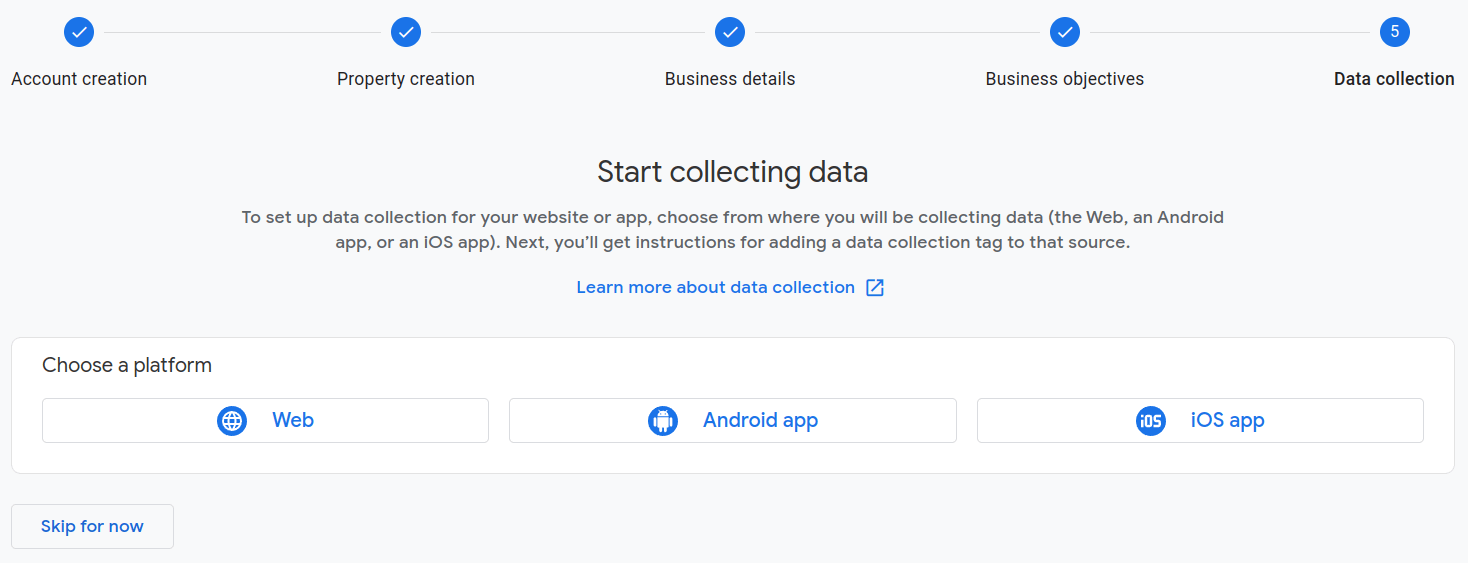 5
Account creation
Property creation
Business details
Business objectives
Data collection
Start collecting data
To set up data collection for your website or app, choose from where you will be collecting data (the Web, an Android
app, or an iOS app). Next, you’ll get instructions for adding a data collection tag to that source.
Learn more about data collection
Choose a platform
Web
Android app
iOS iOS app
Skip for now